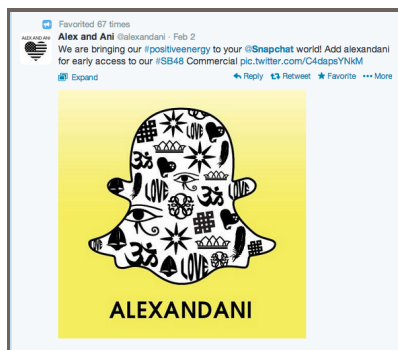 Favorited 67 times
ALEX AND ANI
Alex and Ani @alexandani · Feb 2
We are bringing our #positiveenergy to your @Snapchat world! Add alexandani
for early access to our #SB48 Commercial pic.twitter.com/C4dapsYNkM
Expand Reply Retweet Favorite More
LOVE
LOVE
LOVE
LOVE
ॐ
ॐ
ॐ
ALEXANDANI